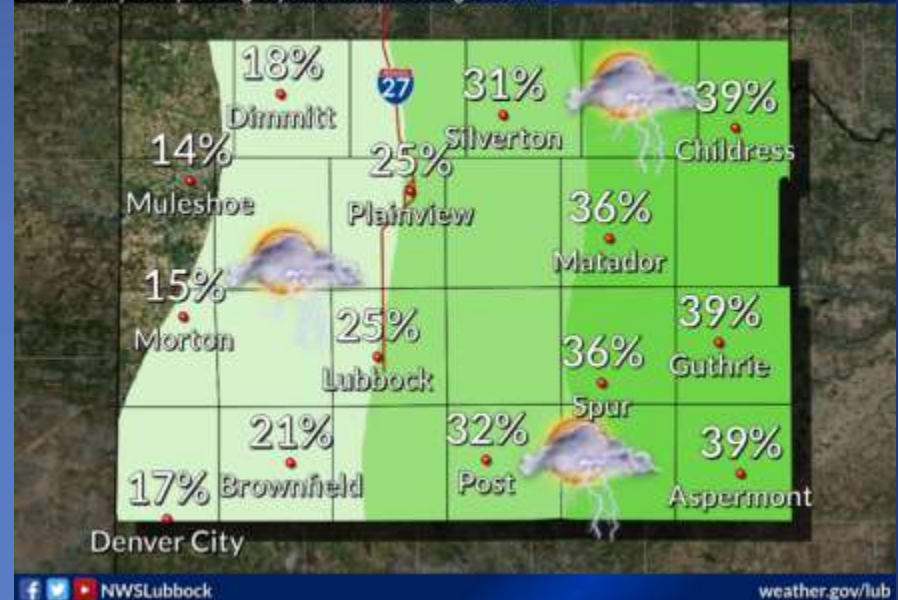 18%
Dimmitt
27
31%
Silverton
39%
Childress
14%
Muleshoe
25%
Plainview
36%
Matador
15%
Morton
25%
Lubbock
39%
Guthrie
36%
Spur
21%
Brownfield
32%
Post
39%
Aspermont
17%
Denver City
NWSLubbock
weather.gov/lub